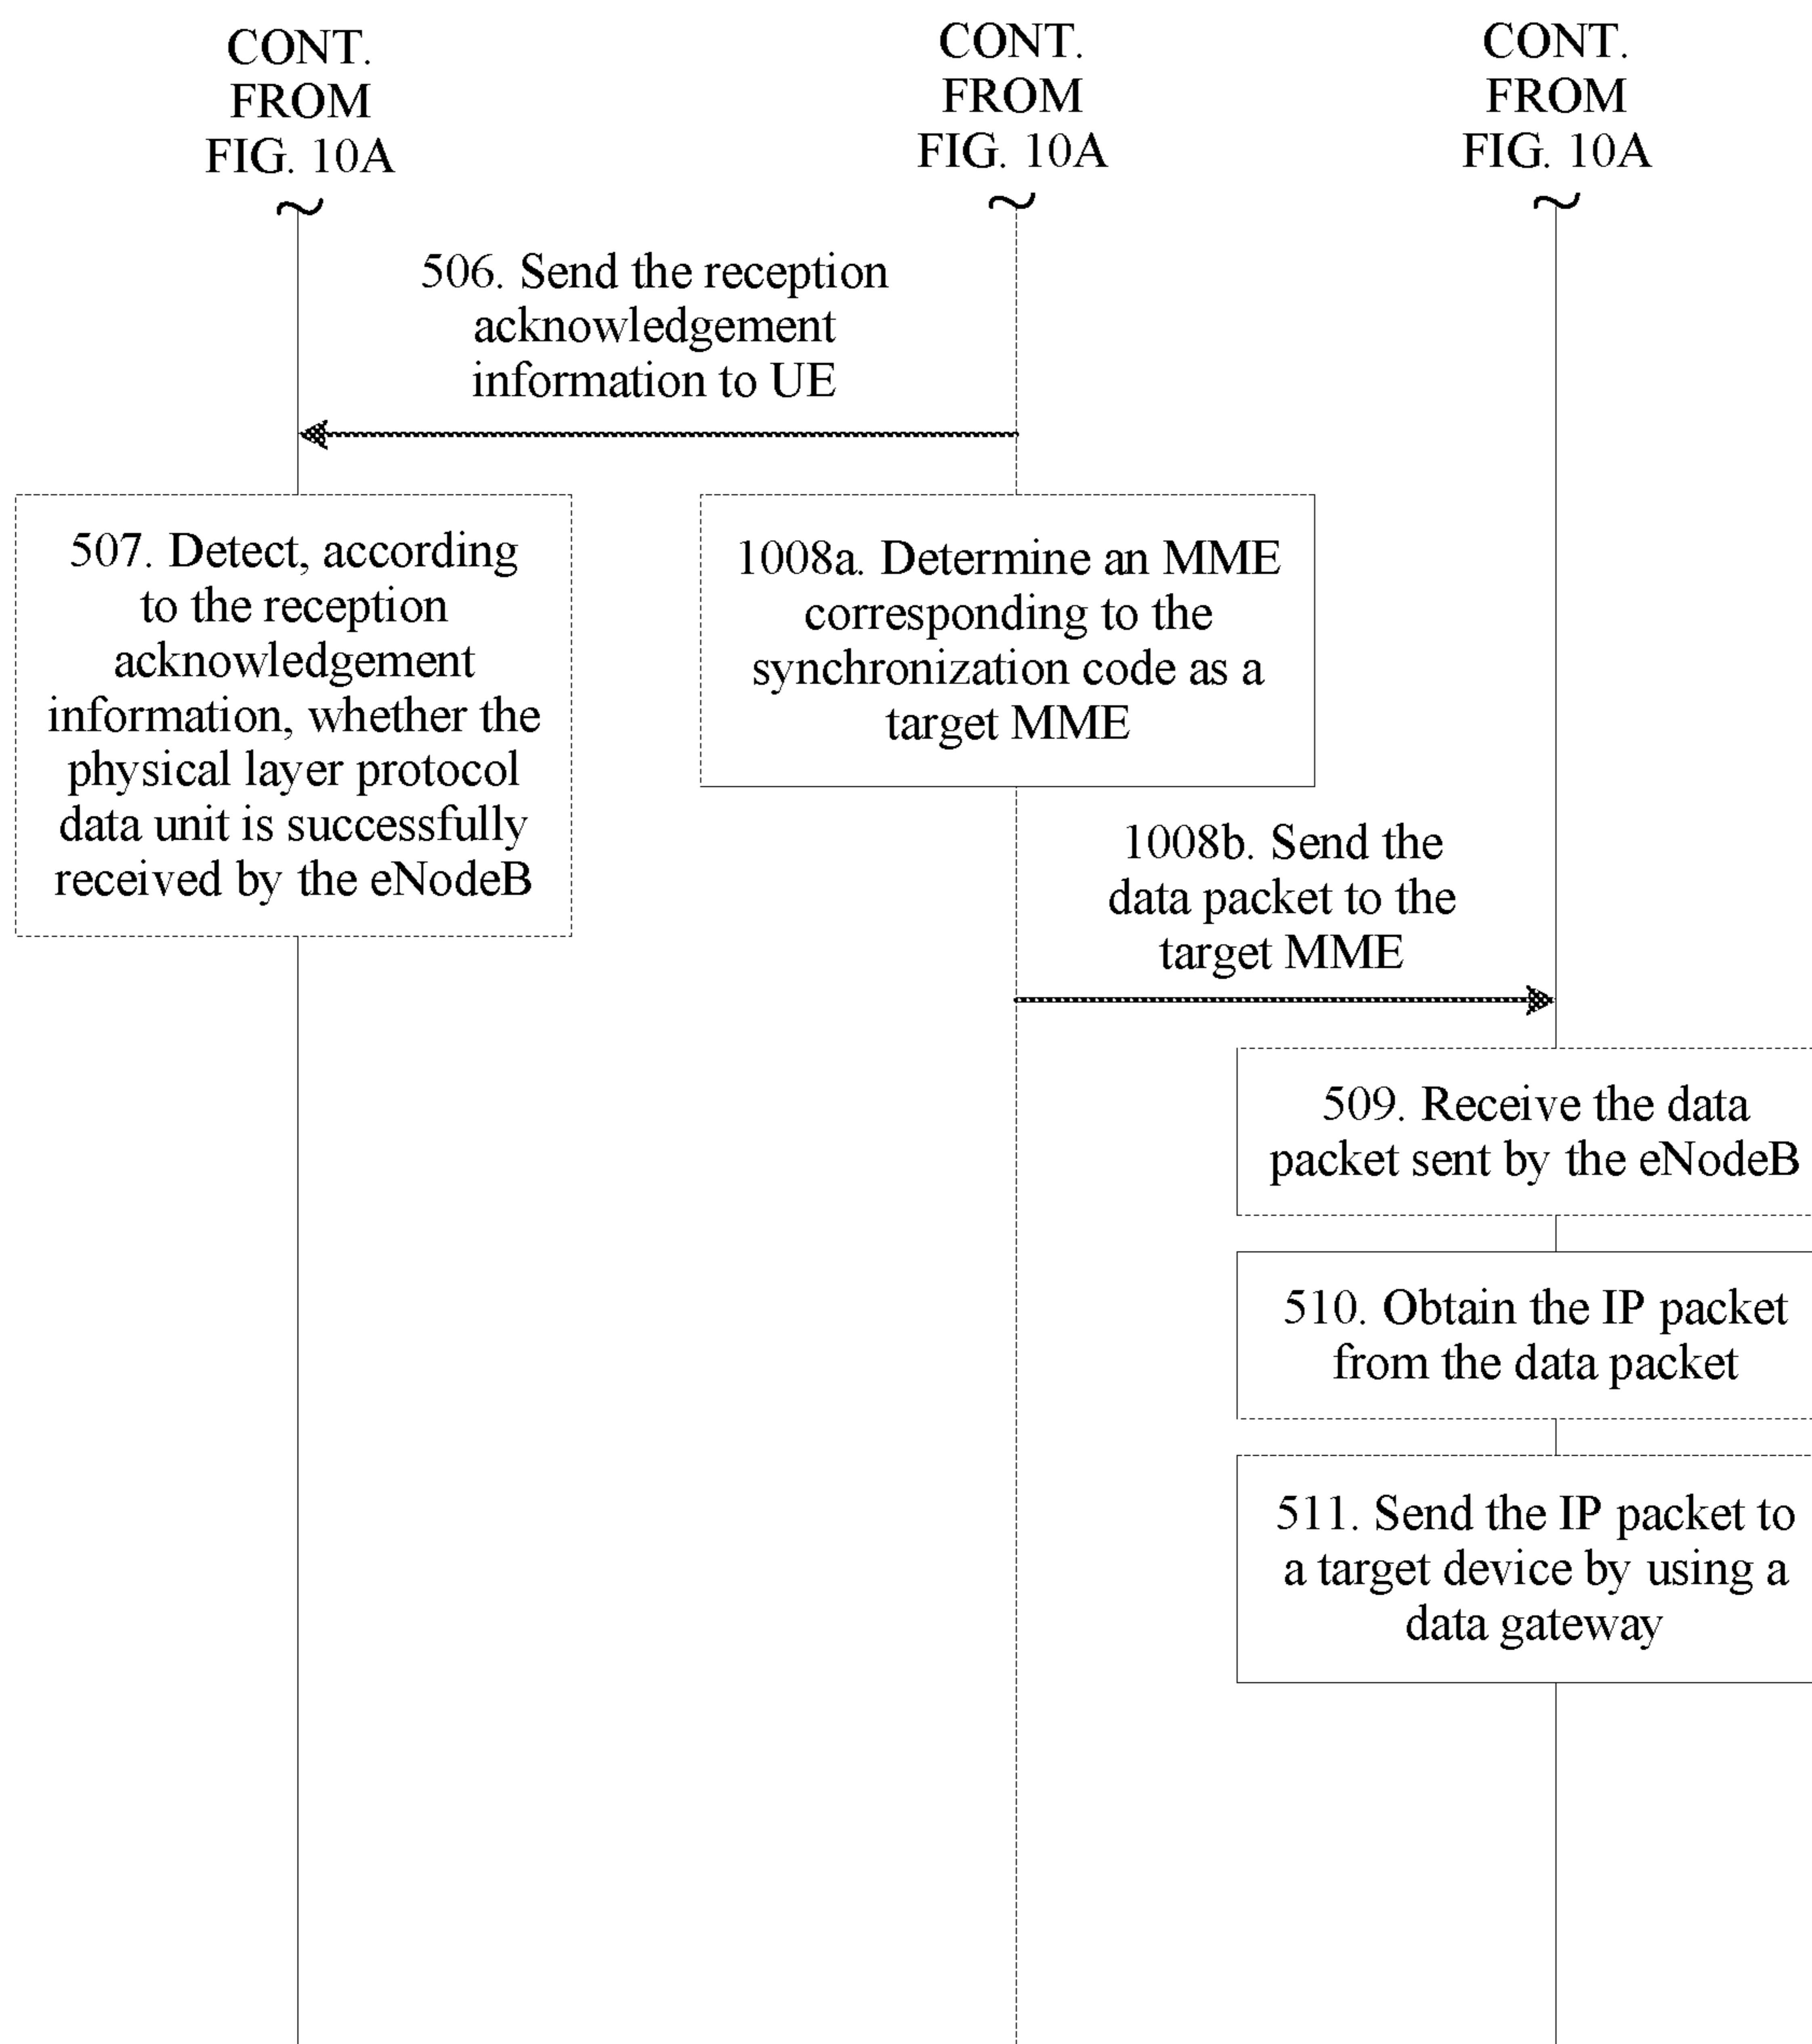 CONT.
FROM
FIG. 10A
CONT.
FROM
FIG. 10A
CONT.
FROM
FIG. 10A
506. Send the reception
acknowledgement
information to UE
507. Detect, according
to the reception
acknowledgement
information, whether the
physical layer protocol
data unit is successfully
received by the eNodeB
1008a. Determine an MME
corresponding to the
synchronization code as a
target MME
1008b. Send the
data packet to the
target MME
509. Receive the data
packet sent by the eNodeB
510. Obtain the IP packet
from the data packet
511. Send the IP packet to
a target device by using a
data gateway